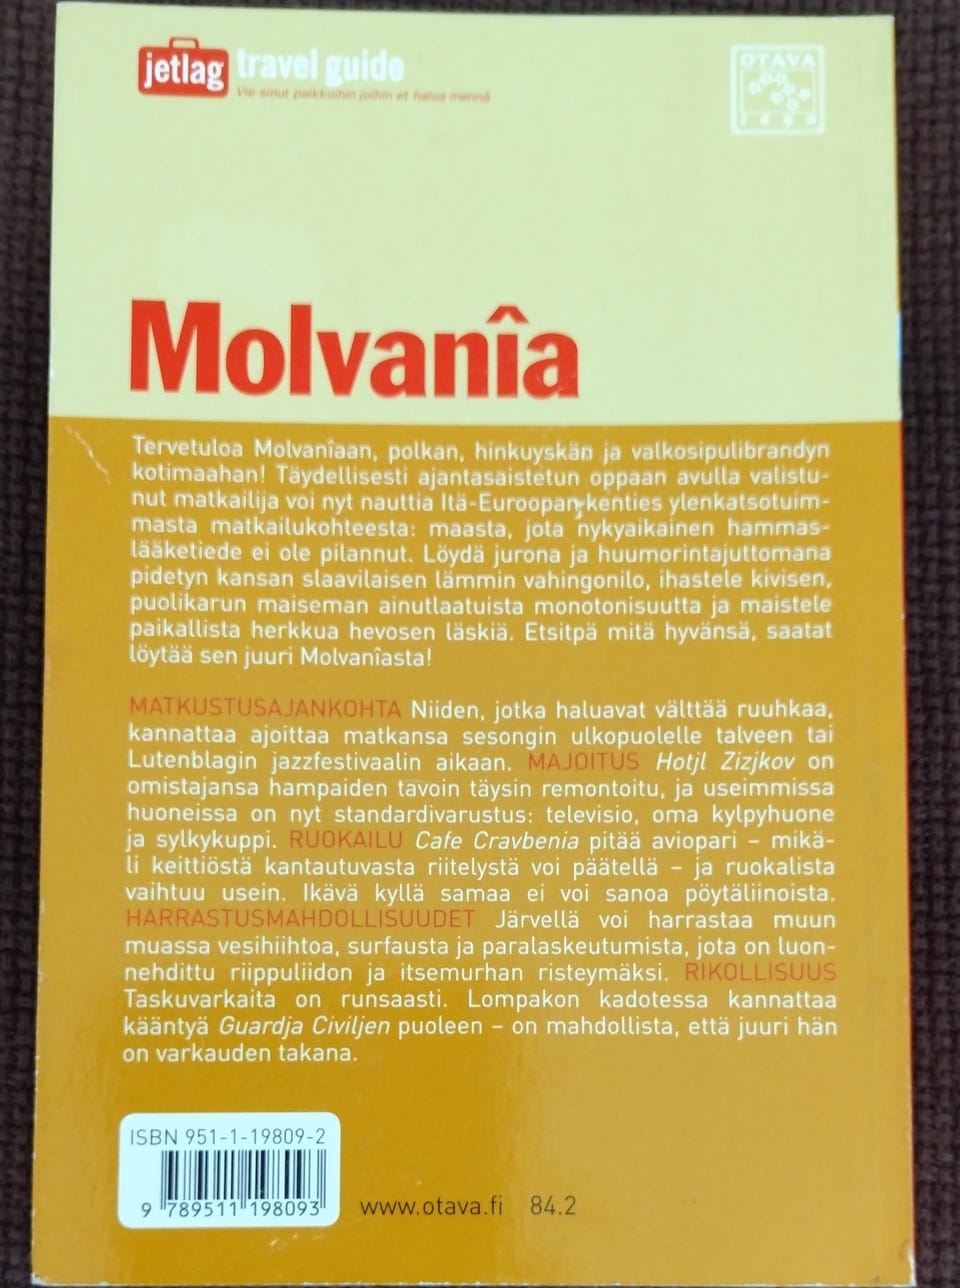 jetlag travel guide
Vie sinut paikkoihin joihin et halua mennä
OTAVA
1890
Molvanîa
Tervetuloa Molvanîaan, polkan, hinkuyskän ja valkosipulibrandyn
kotimaahan! Täydellisesti ajantasaistetun oppaan avulla valistu-
nut matkailija voi nyt nauttia Itä-Euroopan kenties ylenkatsotuim-
masta matkailukohteesta: maasta, jota nykyaikainen hammas-
lääketiede ei ole pilannut. Löydä jurona ja huumorintajuttomana
pidetyn kansan slaavilaisen lämmin vahingonilo, ihastele kivisen,
puolikarun maiseman ainutlaatuista monotonisuutta ja maistele
paikallista herkkua hevosen läskiä. Etsitpä mitä hyvänsä, saatat
löytää sen juuri Molvanîasta!
MATKUSTUSAJANKOHTA Niiden, jotka haluavat välttää ruuhkaa,
kannattaa ajoittaa matkansa sesongin ulkopuolelle talveen tai
Lutenblagin jazzfestivaalin aikaan. MAJOITUS Hotjl Zizjkov on
omistajansa hampaiden tavoin täysin remontoitu, ja useimmissa
huoneissa on nyt standardivarustus: televisio, oma kylpyhuone
ja sylkykuppi. RUOKAILU Cafe Cravbenia pitää aviopari – mikä-
li keittiöstä kantautuvasta riitelystä voi päätellä – ja ruokalista
vaihtuu usein. Ikävä kyllä samaa ei voi sanoa pöytäliinoista.
HARRASTUSMAHDOLLISUUDET Järvellä voi harrastaa muun
muassa vesihiihtoa, surfausta ja paralaskeutumista, jota on luon-
nehdittu riippuliidon ja itsemurhan risteymäksi. RIKOLLISUUS
Taskuvarkaita on runsaasti. Lompakon kadotessa kannattaa
kääntyä Guardja Civiljen puoleen – on mahdollista, että juuri hän
on varkauden takana.
ISBN 951-1-19809-2
9 789511 198093
www.otava.fi 84.2